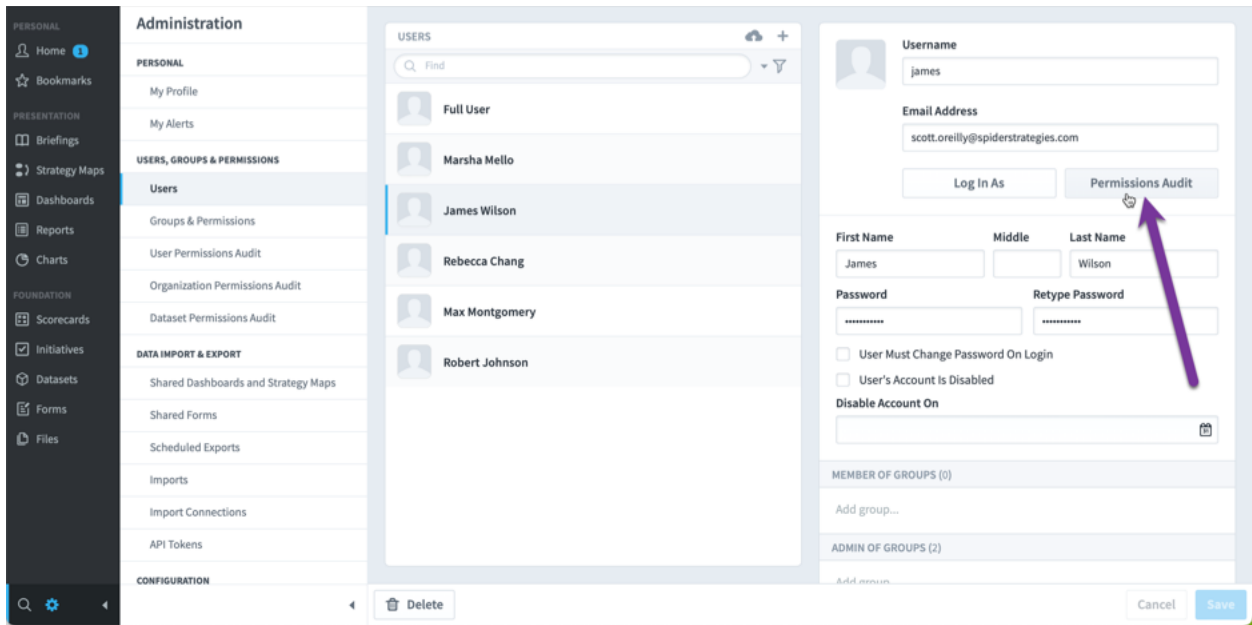 PERSONAL
Home 1
Bookmarks
PRESENTATION
Briefings
Strategy Maps
Dashboards
Reports
Charts
FOUNDATION
Scorecards
Initiatives
Datasets
Forms
Files
Administration
PERSONAL
My Profile
My Alerts
USERS, GROUPS & PERMISSIONS
Users
Groups & Permissions
User Permissions Audit
Organization Permissions Audit
Dataset Permissions Audit
DATA IMPORT & EXPORT
Shared Dashboards and Strategy Maps
Shared Forms
Scheduled Exports
Imports
Import Connections
API Tokens
CONFIGURATION
USERS
Find
Full User
Marsha Mello
James Wilson
Rebecca Chang
Max Montgomery
Robert Johnson
Delete
Username
james
Email Address
scott.oreilly@spiderstrategies.com
Log In As Permissions Audit
First Name Middle Last Name
James Wilson
Password Retype Password
User Must Change Password On Login
User's Account Is Disabled
Disable Account On
MEMBER OF GROUPS (0)
Add group...
ADMIN OF GROUPS (2)
Add group
Cancel Save